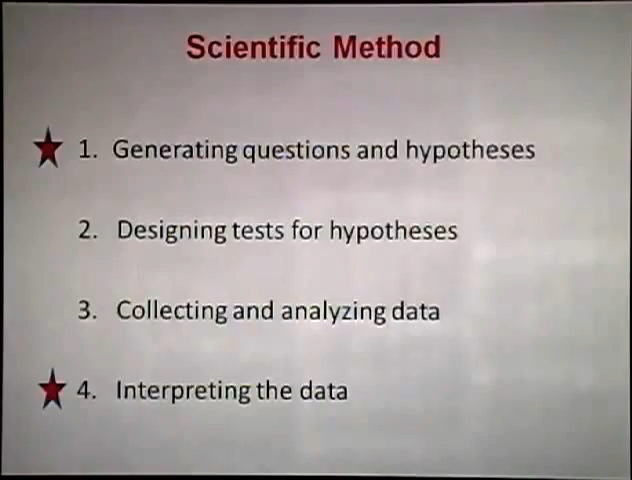 Scientific Method
1. Generating questions and hypotheses
2. Designing tests for hypotheses
3. Collecting and analyzing data
4. Interpreting the data